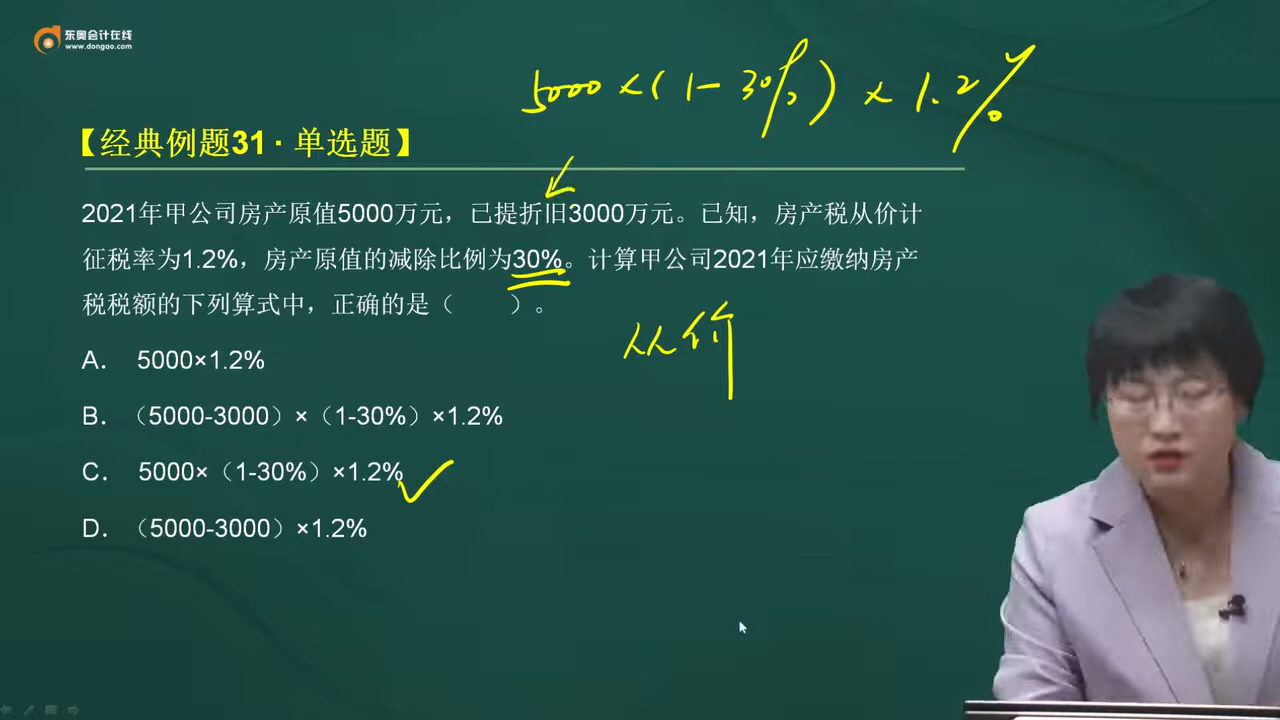 东奥会计在线
www.dongao.com
5000×(1-30%)×1.2%
【经典例题31·单选题】
2021年甲公司房产原值5000万元，已提折旧3000万元。已知，房产税从价计
征税率为1.2%，房产原值的减除比例为30%。计算甲公司2021年应缴纳房产
税税额的下列算式中，正确的是（　　）。
从价
A． 5000×1.2%
B．（5000-3000）×（1-30%）×1.2%
C． 5000×（1-30%）×1.2%
D．（5000-3000）×1.2%